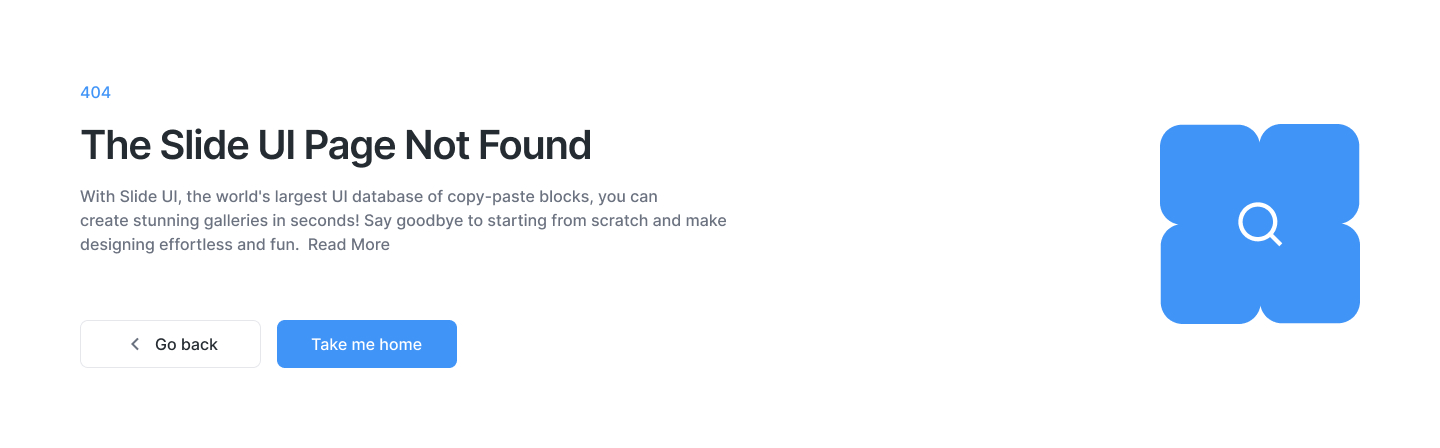 404
The Slide UI Page Not Found
With Slide UI, the world's largest UI database of copy-paste blocks, you can
create stunning galleries in seconds! Say goodbye to starting from scratch and make
designing effortless and fun.  Read More
Go back
Take me home